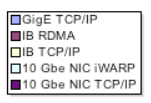 GigE TCP/IP
IB RDMA
IB TCP/IP
10 Gbe NIC iWARP
10 Gbe NIC TCP/IP